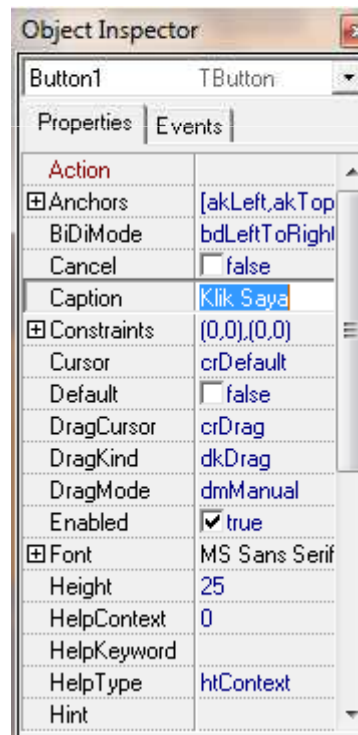 Object Inspector
Button1 TButton
Properties Events
Action
Anchors [akLeft,akTop
BiDiMode bdLeftToRight
Cancel false
Caption Klik Saya
Constraints (0,0),(0,0)
Cursor crDefault
Default false
DragCursor crDrag
DragKind dkDrag
DragMode dmManual
Enabled true
Font MS Sans Serif
Height 25
HelpContext 0
HelpKeyword
HelpType htContext
Hint